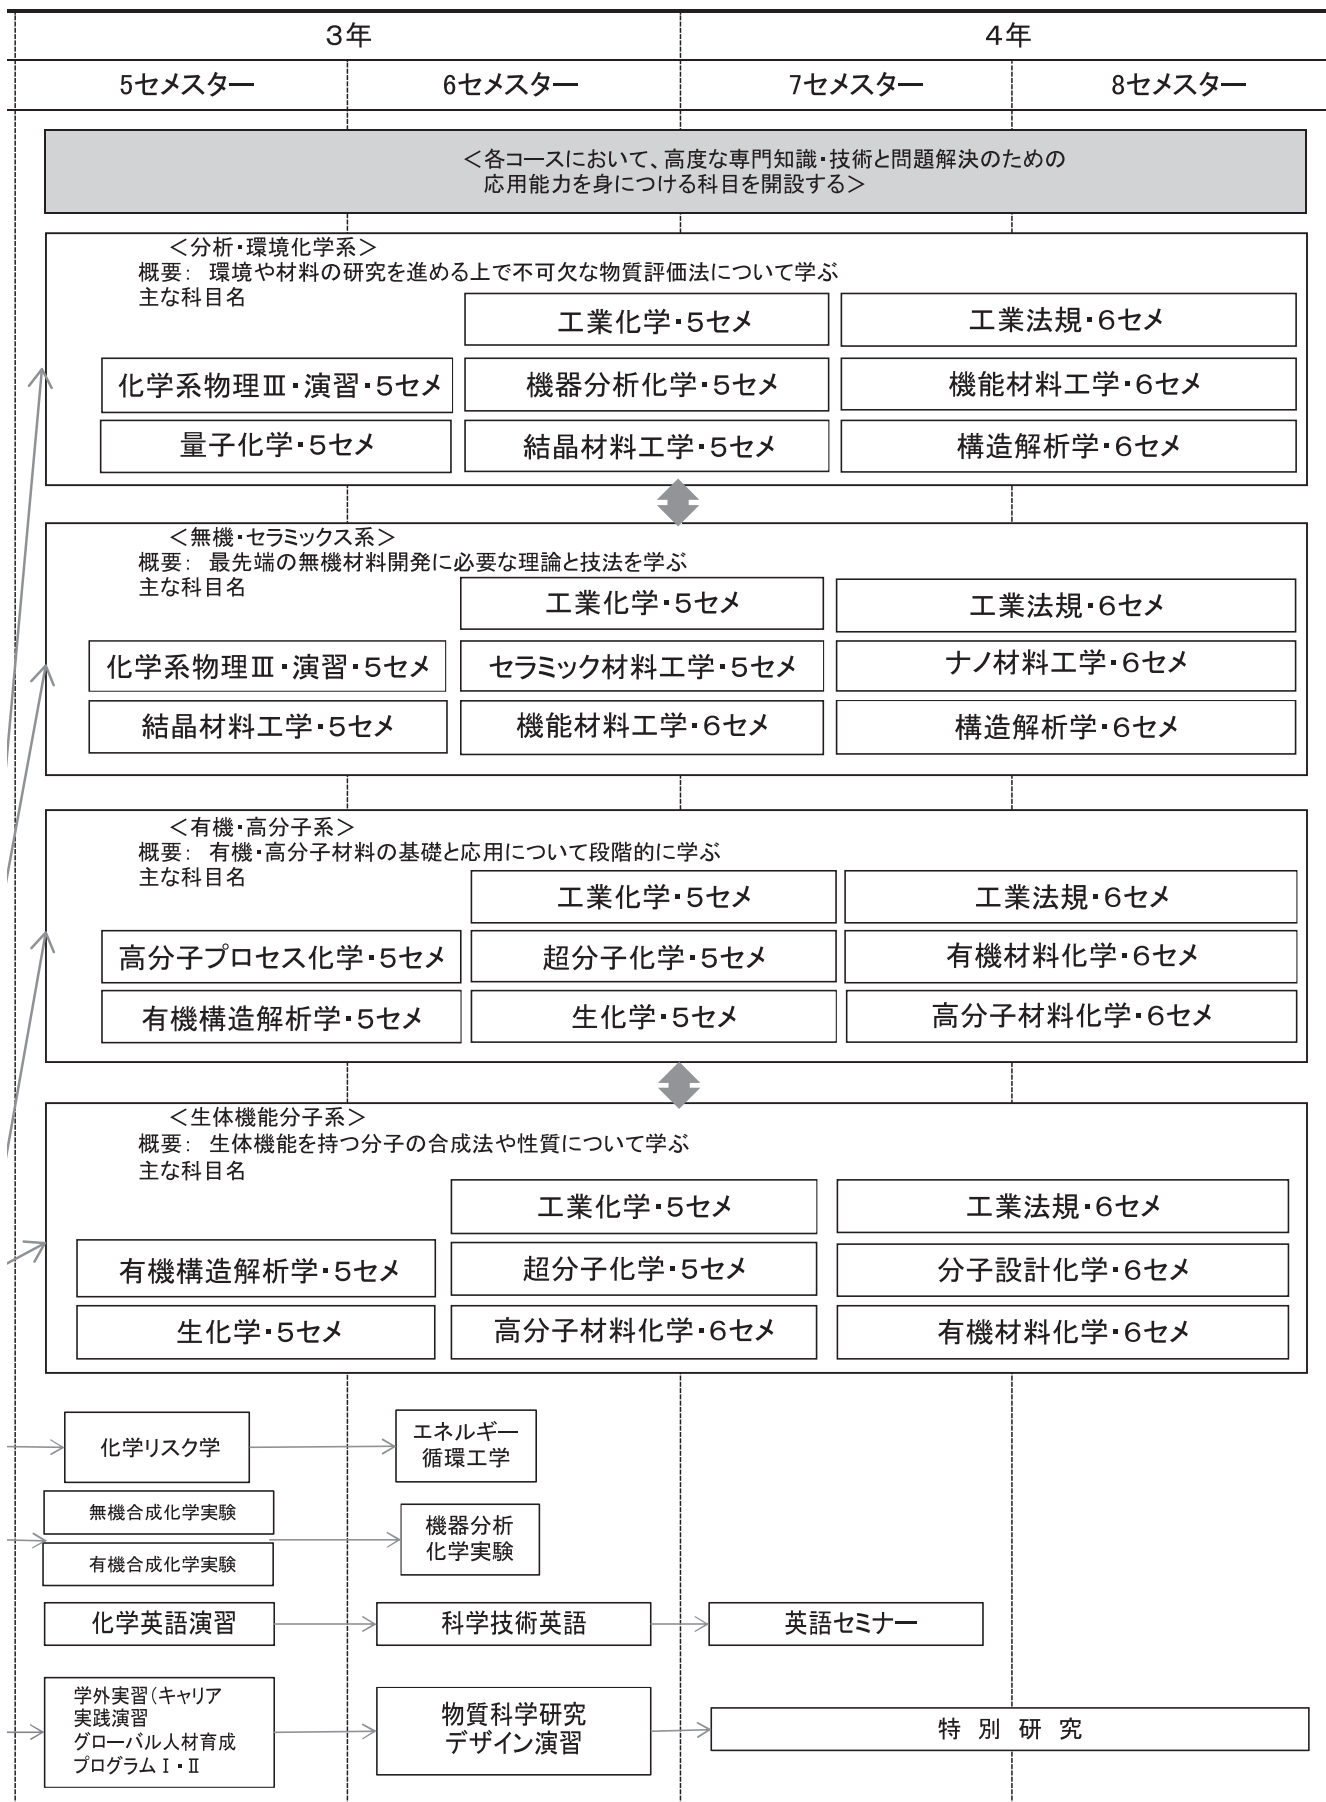 ３年
４年
5セメスター
6セメスター
7セメスター
8セメスター
＜各コースにおいて、高度な専門知識・技術と問題解決のための
応用能力を身につける科目を開設する＞
＜分析・環境化学系＞
概要： 環境や材料の研究を進める上で不可欠な物質評価法について学ぶ
主な科目名
工業化学・５セメ
工業法規・６セメ
化学系物理Ⅲ・演習・５セメ
機器分析化学・５セメ
機能材料工学・６セメ
量子化学・５セメ
結晶材料工学・５セメ
構造解析学・６セメ
＜無機・セラミックス系＞
概要： 最先端の無機材料開発に必要な理論と技法を学ぶ
主な科目名
工業化学・５セメ
工業法規・６セメ
化学系物理Ⅲ・演習・５セメ
セラミック材料工学・５セメ
ナノ材料工学・６セメ
結晶材料工学・５セメ
機能材料工学・６セメ
構造解析学・６セメ
＜有機・高分子系＞
概要： 有機・高分子材料の基礎と応用について段階的に学ぶ
主な科目名
工業化学・５セメ
工業法規・６セメ
高分子プロセス化学・５セメ
超分子化学・５セメ
有機材料化学・６セメ
有機構造解析学・５セメ
生化学・５セメ
高分子材料化学・６セメ
＜生体機能分子系＞
概要： 生体機能を持つ分子の合成法や性質について学ぶ
主な科目名
工業化学・５セメ
工業法規・６セメ
有機構造解析学・５セメ
超分子化学・５セメ
分子設計化学・６セメ
生化学・５セメ
高分子材料化学・６セメ
有機材料化学・６セメ
化学リスク学
エネルギー
循環工学
無機合成化学実験
有機合成化学実験
機器分析
化学実験
化学英語演習
科学技術英語
英語セミナー
学外実習（キャリア
実践演習
グローバル人材育成
プログラムⅠ・Ⅱ
物質科学研究
デザイン演習
特 別 研 究